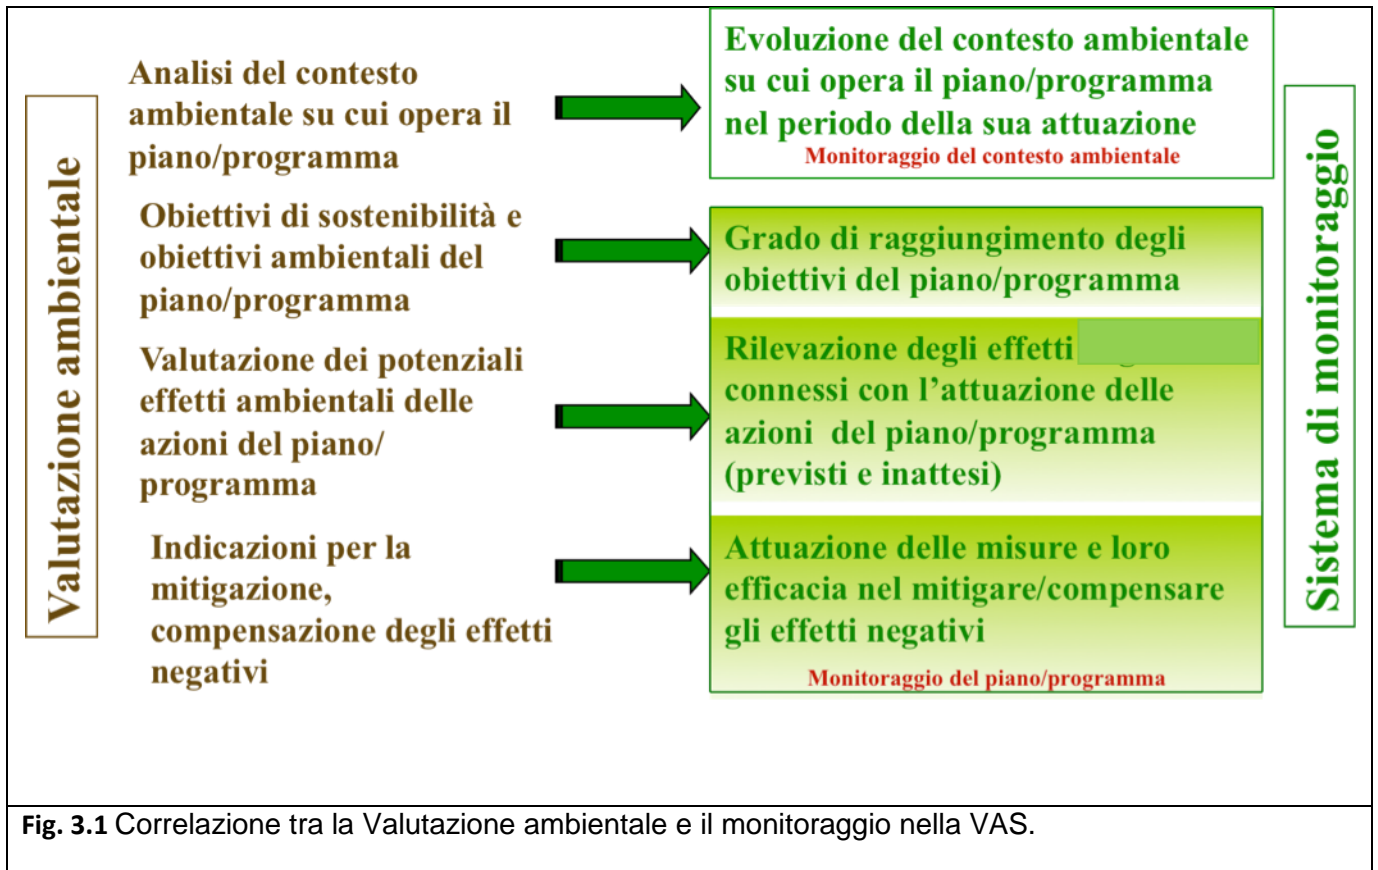 Valutazione ambientale
Analisi del contesto
ambientale su cui opera il
piano/programma
Evoluzione del contesto ambientale
su cui opera il piano/programma
nel periodo della sua attuazione
Monitoraggio del contesto ambientale
Obiettivi di sostenibilità e
obiettivi ambientali del
piano/programma
Grado di raggiungimento degli
obiettivi del piano/programma
Valutazione dei potenziali
effetti ambientali delle
azioni del piano/
programma
Rilevazione degli effetti
connessi con l’attuazione delle
azioni del piano/programma
(previsti e inattesi)
Indicazioni per la
mitigazione,
compensazione degli effetti
negativi
Attuazione delle misure e loro
efficacia nel mitigare/compensare
gli effetti negativi
Monitoraggio del piano/programma
Sistema di monitoraggio
Fig. 3.1 Correlazione tra la Valutazione ambientale e il monitoraggio nella VAS.